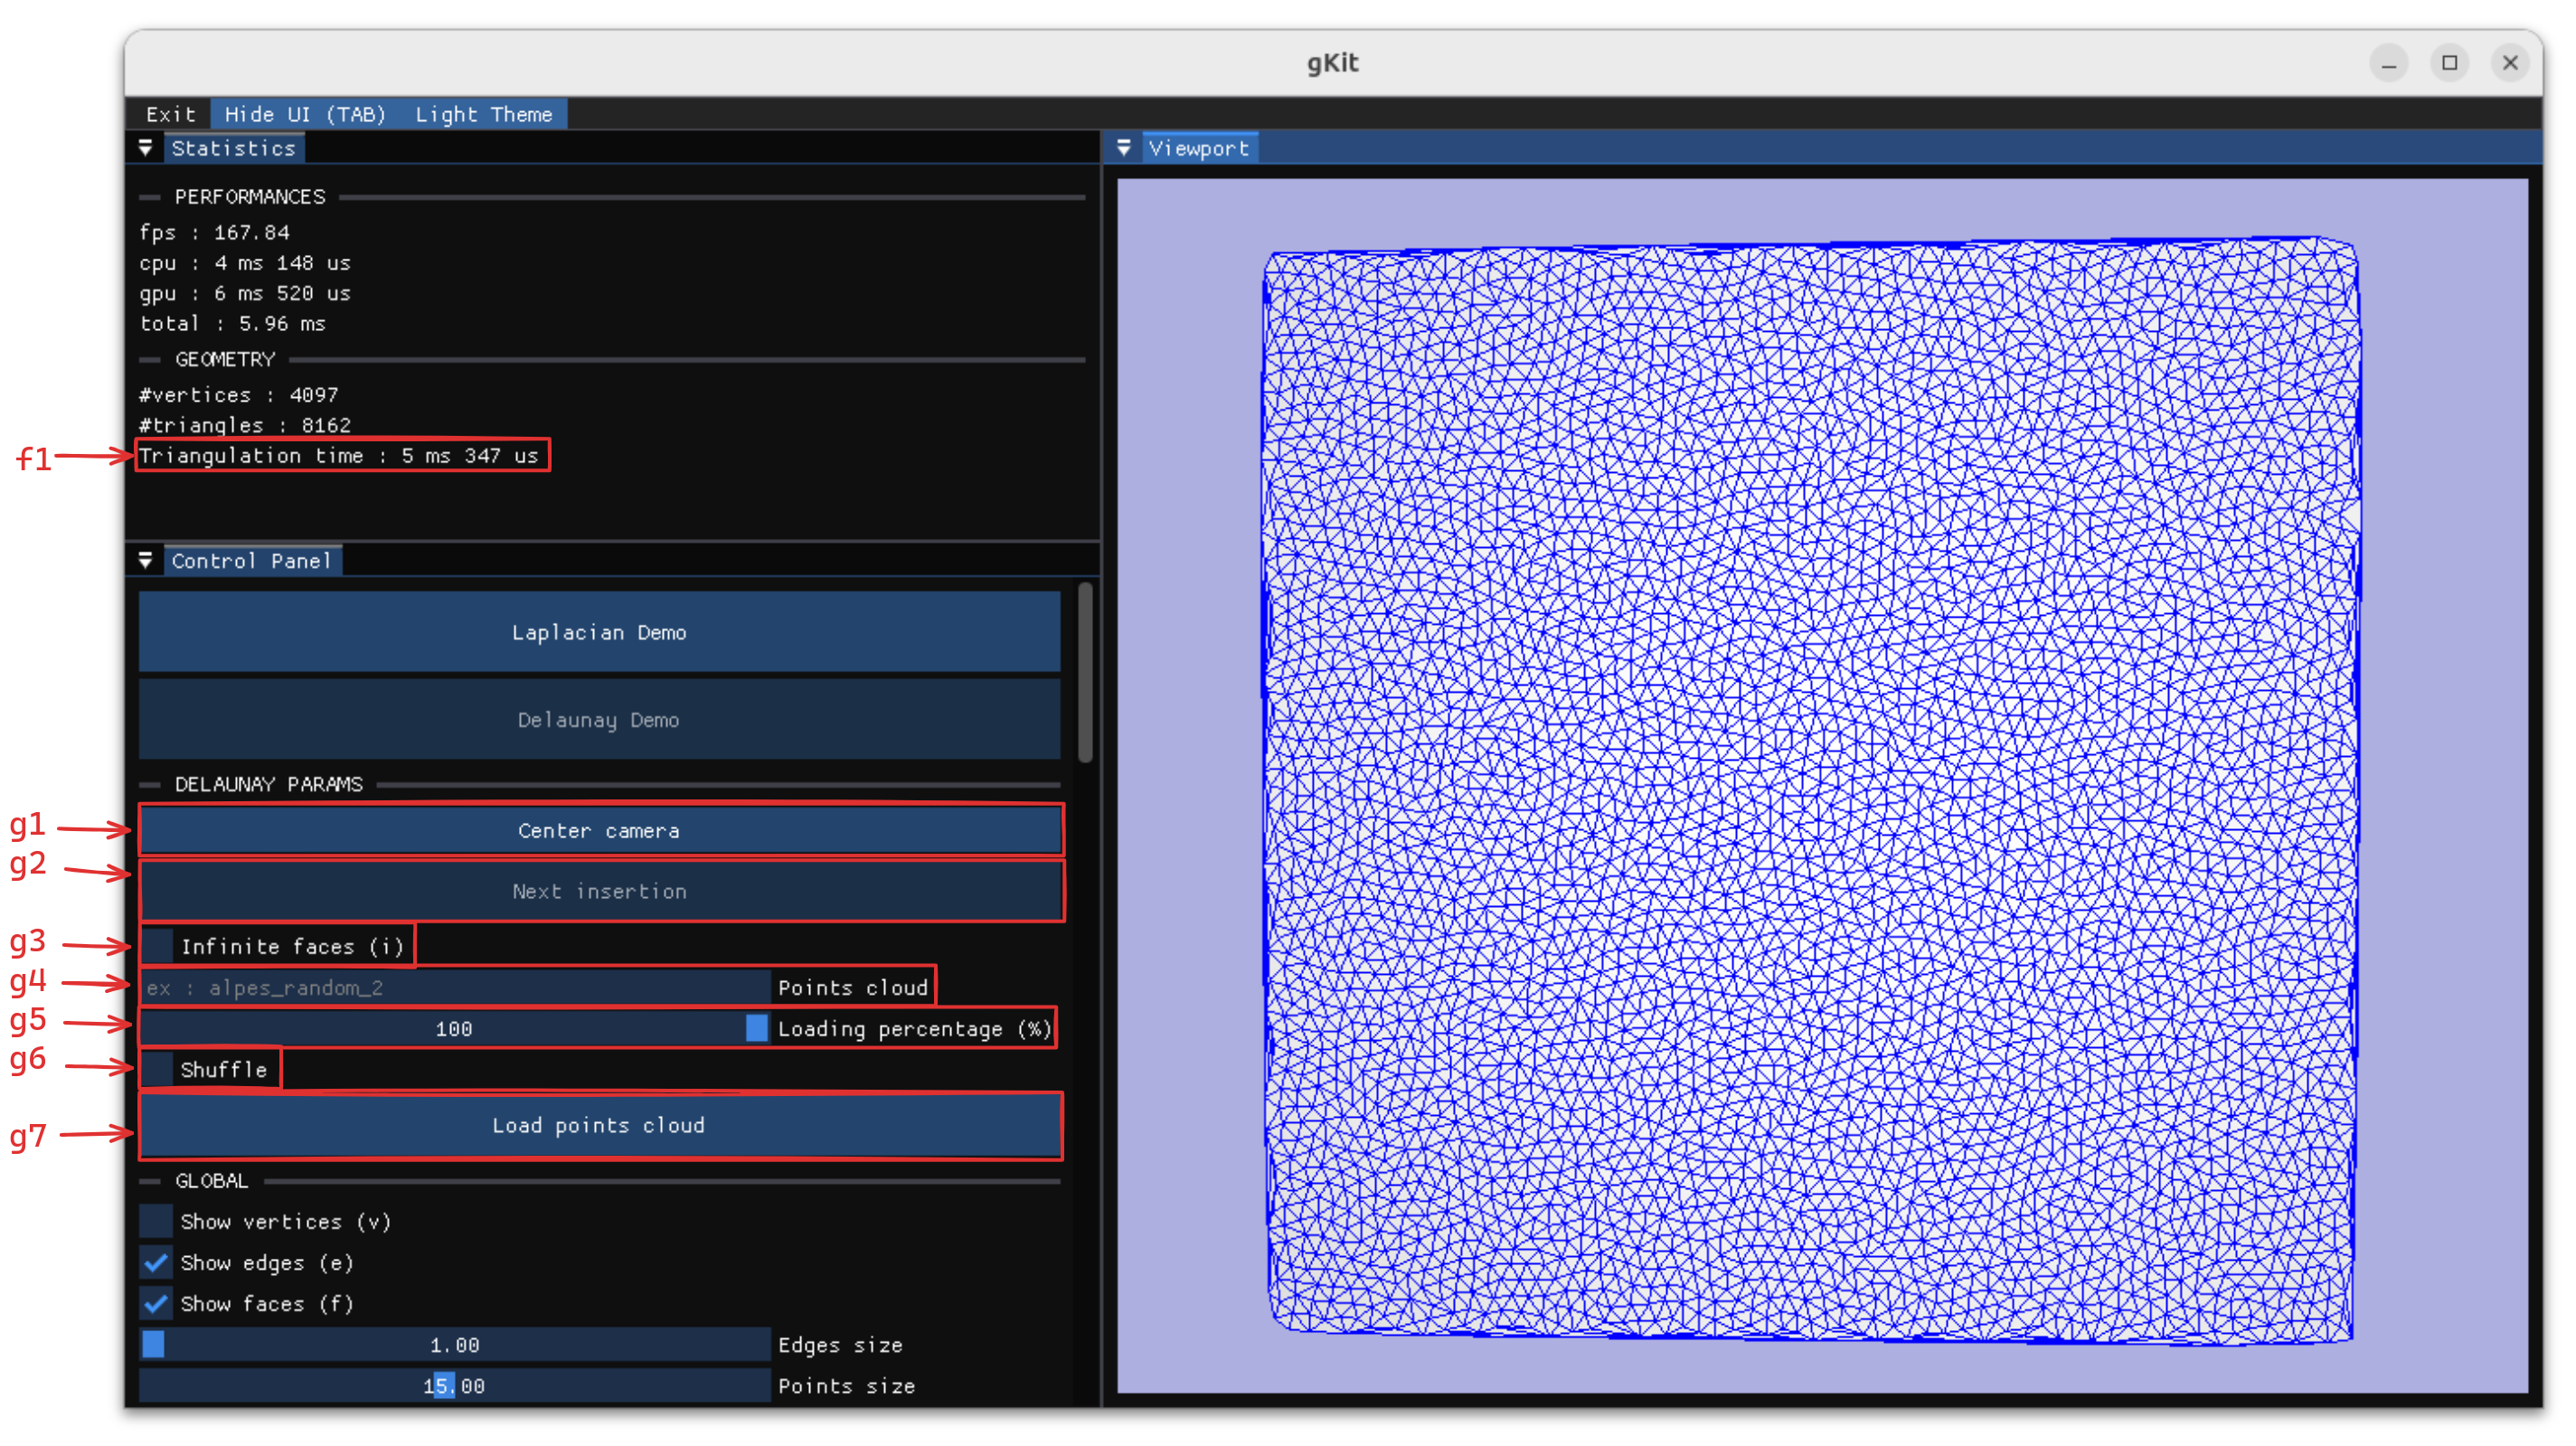 gKit
Exit Hide UI (TAB) Light Theme
Statistics
PERFORMANCES
fps : 167.84
cpu : 4 ms 148 us
gpu : 6 ms 520 us
total : 5.96 ms
GEOMETRY
#vertices : 4097
#triangles : 8162
f1 Triangulation time : 5 ms 347 us
Control Panel
Laplacian Demo
Delaunay Demo
DELAUNAY PARAMS
g1 Center camera
g2 Next insertion
g3 Infinite faces (i)
g4 ex : alpes_random_2 Points cloud
g5 100 Loading percentage (%)
g6 Shuffle
g7 Load points cloud
GLOBAL
Show vertices (v)
Show edges (e)
Show faces (f)
1.00 Edges size
15.00 Points size
Viewport